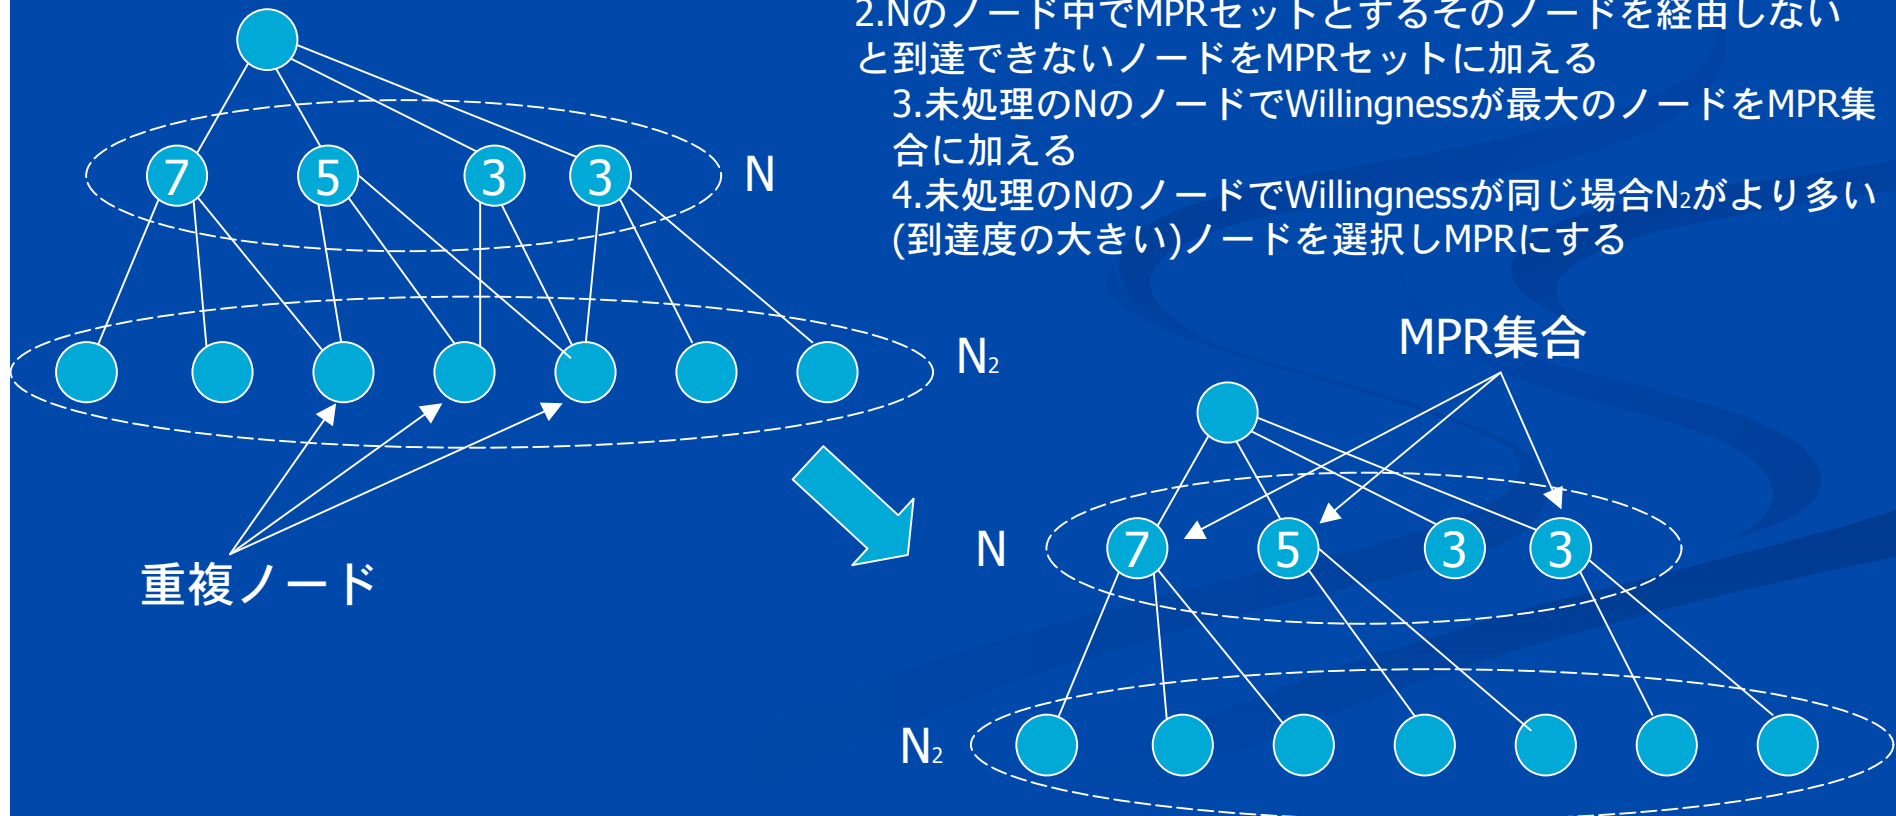 2.Nのノード中でMPRセットとするそのノードを経由しない
と到達できないノードをMPRセットに加える
3.未処理のNのノードでWillingnessが最大のノードをMPR集
合に加える
4.未処理のNのノードでWillingnessが同じ場合N2がより多い
(到達度の大きい)ノードを選択しMPRにする
7 5 3 3 N
N2
重複ノード
MPR集合
N 7 5 3 3
N2